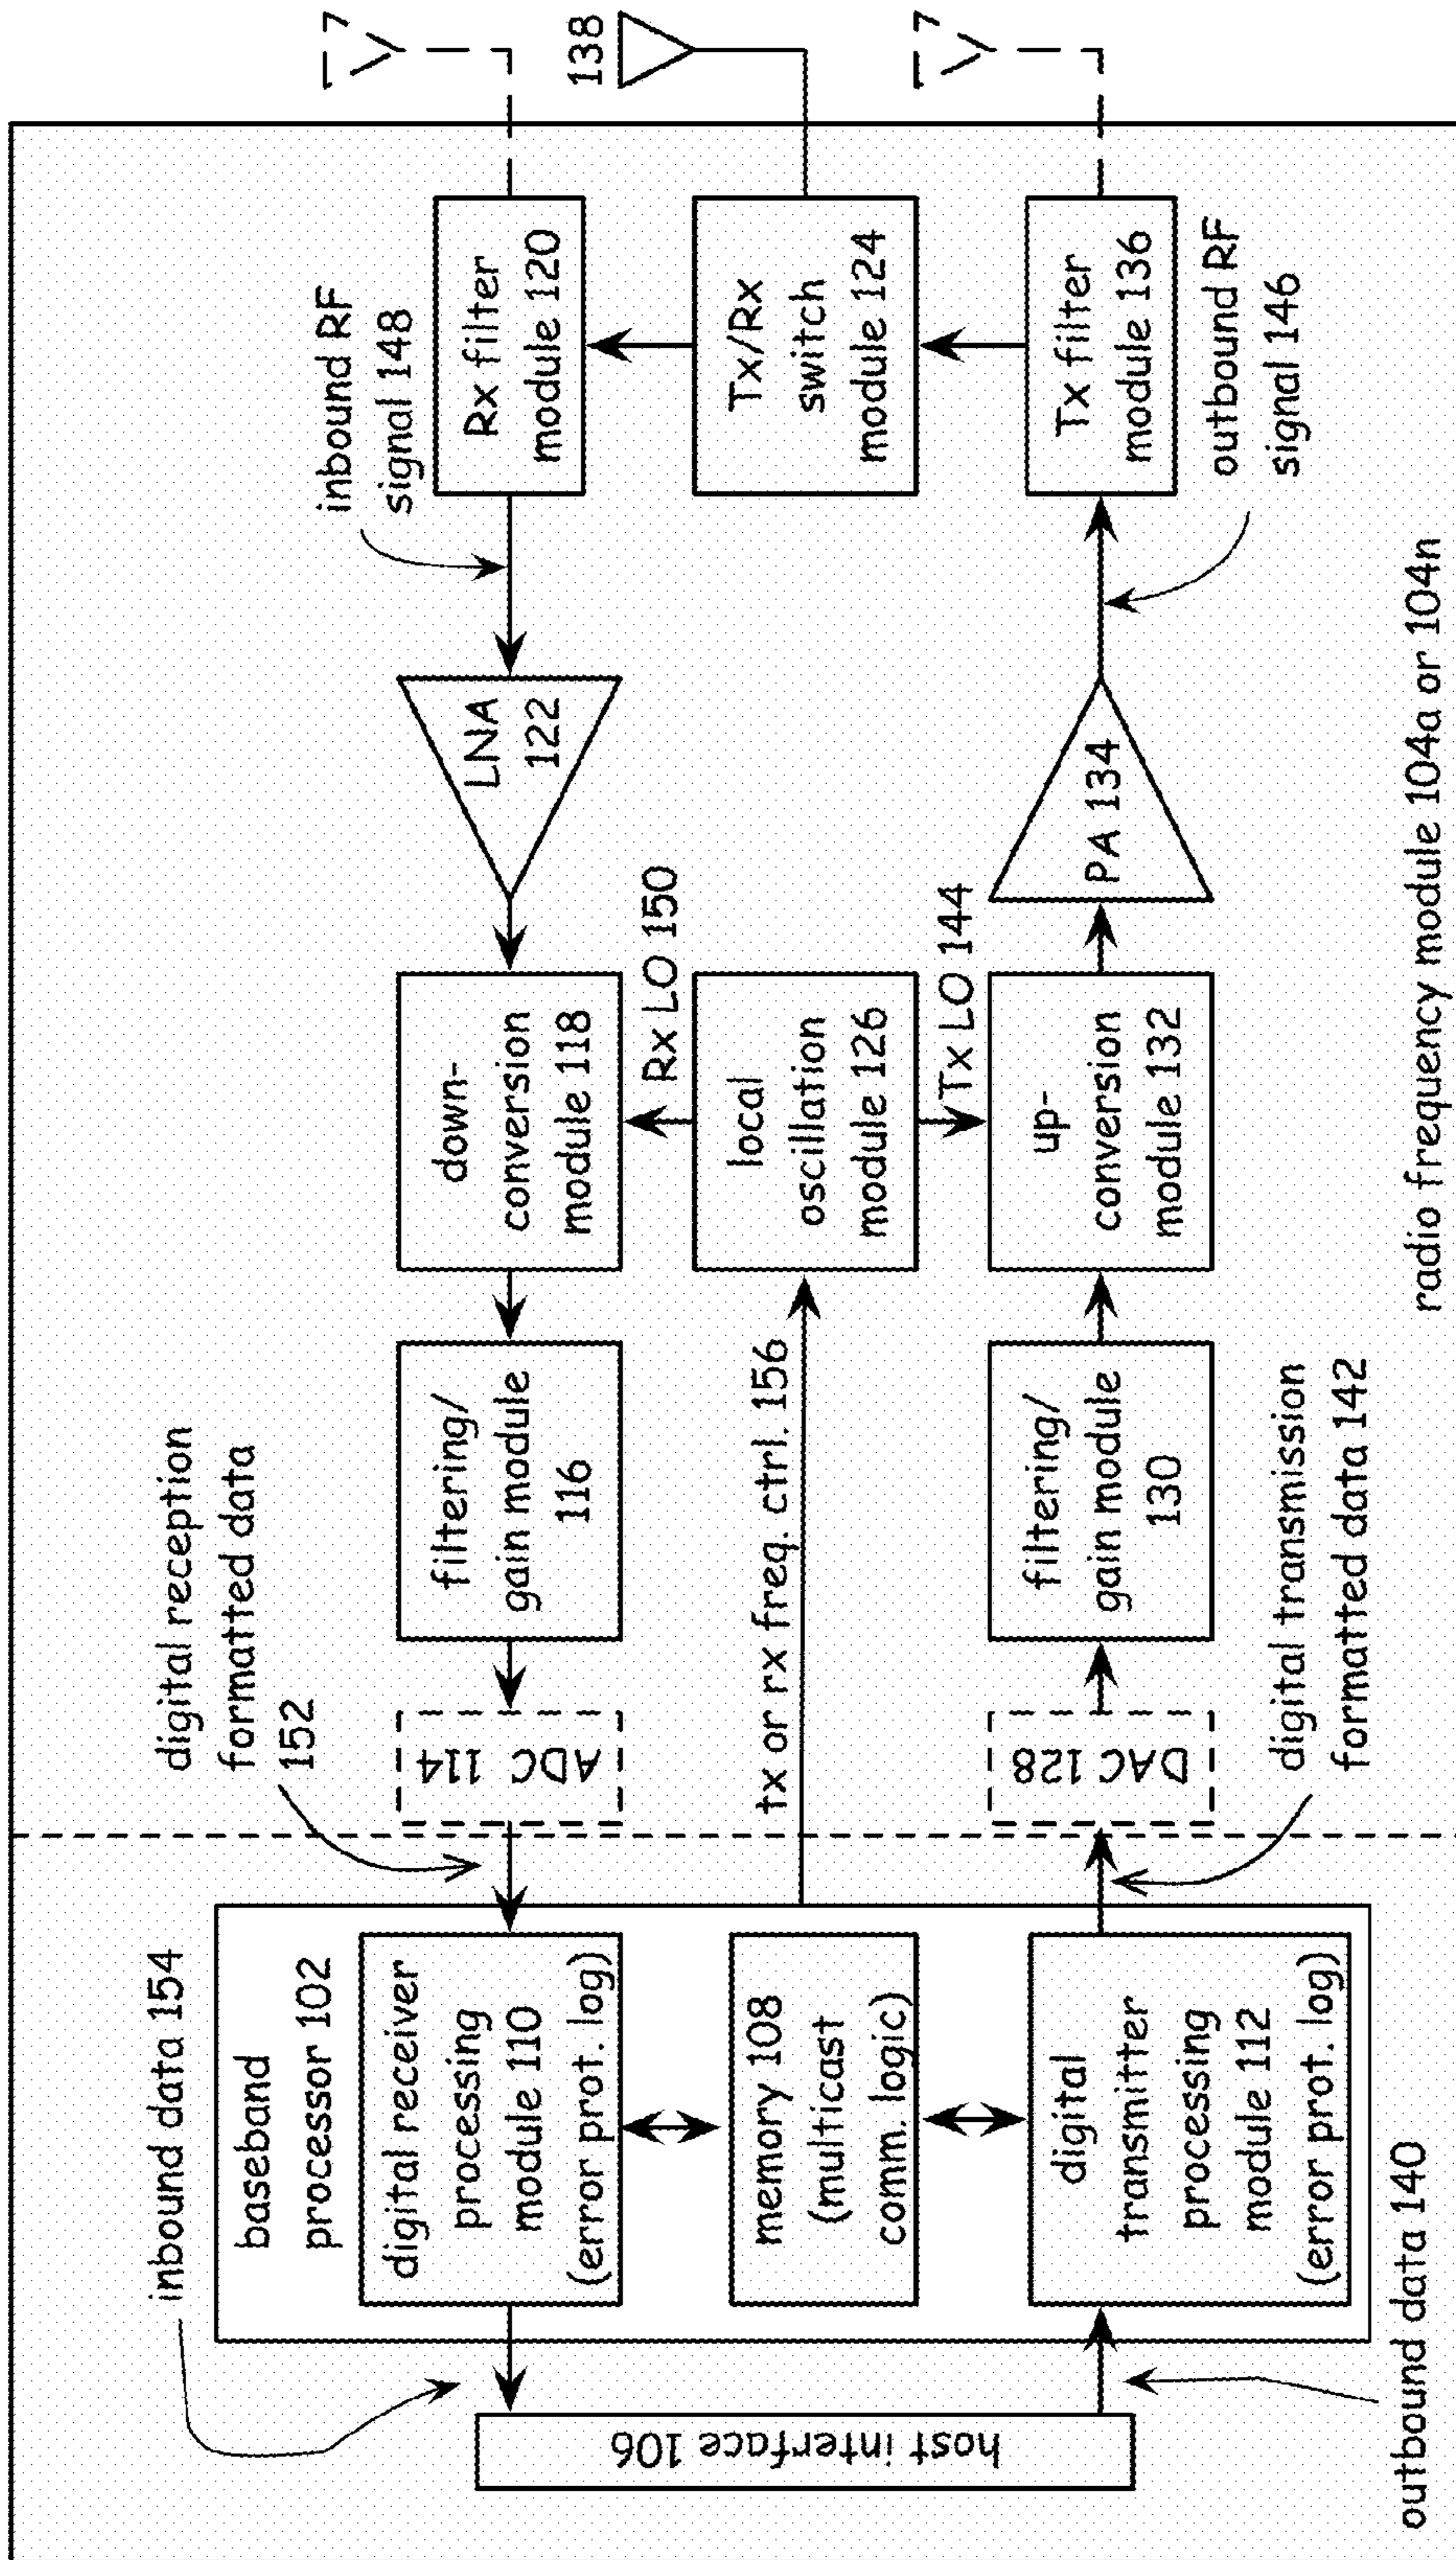 inbound data 154
baseband
processor 102
digital receiver
processing
module 110
(error prot. log)
memory 108
(multicast
comm. logic)
digital
transmitter
processing
module 112
(error prot. log)
host interface 106
outbound data 140
digital reception
formatted data
152
ADC 114
filtering/
gain module
116
down-
conversion
module 118
LNA
122
inbound RF
signal 148
Rx filter
module 120
Rx LO 150
tx or rx freq. ctrl. 156
local
oscillation
module 126
Tx LO 144
Tx/Rx
switch
module 124
138
DAC 128
filtering/
gain module
130
up-
conversion
module 132
PA 134
Tx filter
module 136
outbound RF
signal 146
digital transmission
formatted data 142
radio frequency module 104a or 104n